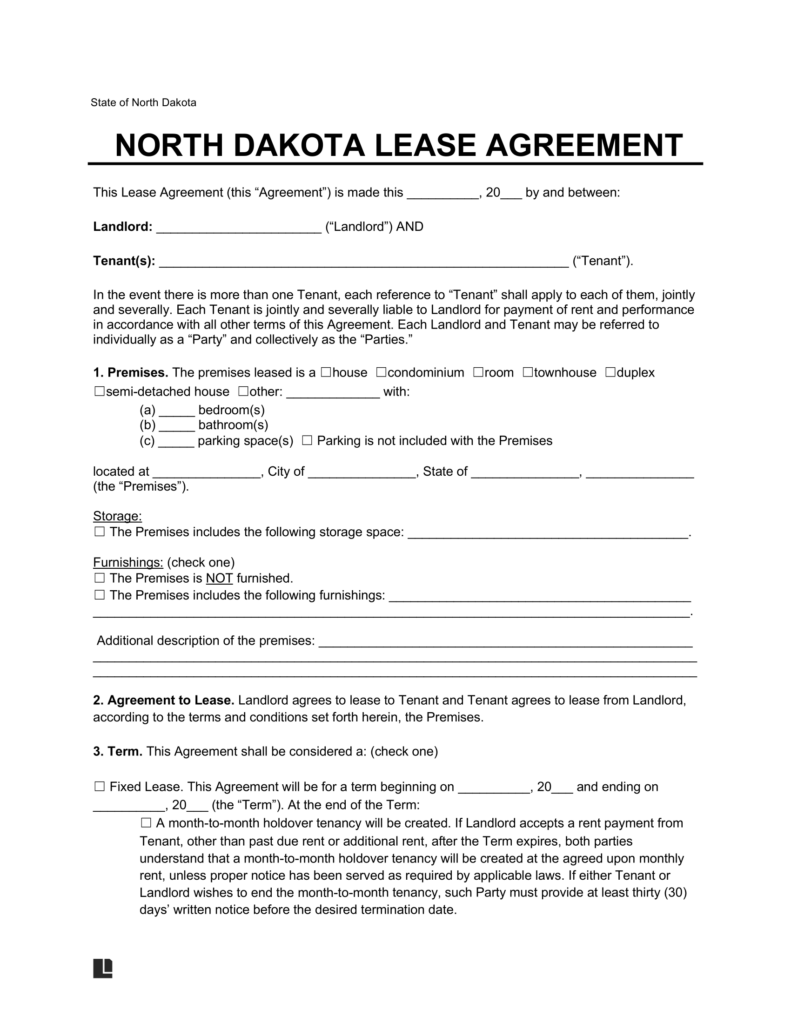 State of North Dakota
NORTH DAKOTA LEASE AGREEMENT
This Lease Agreement (this “Agreement”) is made this __________, 20___ by and between:
Landlord: _______________________ (“Landlord”) AND
Tenant(s): _________________________________________________________ (“Tenant”).
In the event there is more than one Tenant, each reference to “Tenant” shall apply to each of them, jointly
and severally. Each Tenant is jointly and severally liable to Landlord for payment of rent and performance
in accordance with all other terms of this Agreement. Each Landlord and Tenant may be referred to
individually as a “Party” and collectively as the “Parties.”
1. Premises. The premises leased is a ☐house ☐condominium ☐room ☐townhouse ☐duplex
☐semi-detached house ☐other: _____________ with:
(a) _____ bedroom(s)
(b) _____ bathroom(s)
(c) _____ parking space(s) ☐ Parking is not included with the Premises
located at _______________, City of _______________, State of _______________, _______________
(the “Premises”).
Storage:
☐ The Premises includes the following storage space: _______________________________________.
Furnishings: (check one)
☐ The Premises is NOT furnished.
☐ The Premises includes the following furnishings: __________________________________________
___________________________________________________________________________________.
Additional description of the premises: ____________________________________________________
____________________________________________________________________________________
____________________________________________________________________________________
2. Agreement to Lease. Landlord agrees to lease to Tenant and Tenant agrees to lease from Landlord,
according to the terms and conditions set forth herein, the Premises.
3. Term. This Agreement shall be considered a: (check one)
☐ Fixed Lease. This Agreement will be for a term beginning on __________, 20___ and ending on
__________, 20___ (the “Term”). At the end of the Term:
☐ A month-to-month holdover tenancy will be created. If Landlord accepts a rent payment from
Tenant, other than past due rent or additional rent, after the Term expires, both parties
understand that a month-to-month holdover tenancy will be created at the agreed upon monthly
rent, unless proper notice has been served as required by applicable laws. If either Tenant or
Landlord wishes to end the month-to-month tenancy, such Party must provide at least thirty (30)
days’ written notice before the desired termination date.